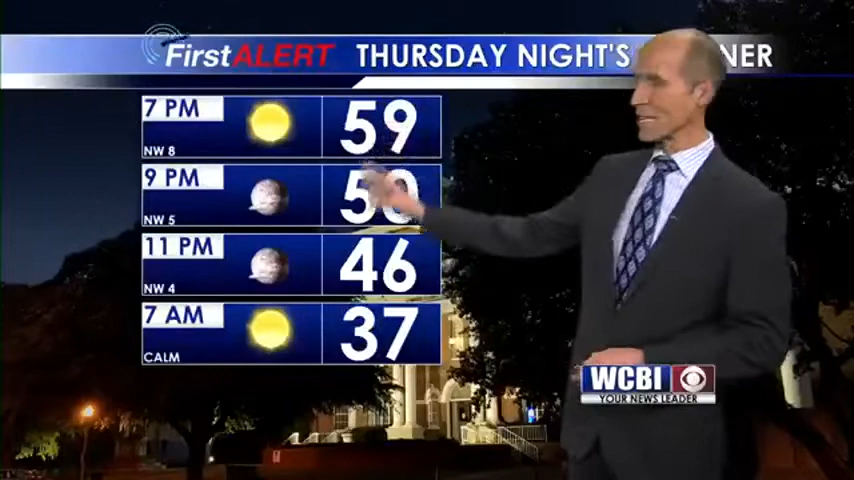 FirstALERT THURSDAY NIGHT'S NER
7 PM
NW 8
59
9 PM
NW 5
50
11 PM
NW 4
46
7 AM
CALM
37
WCBI
YOUR NEWS LEADER